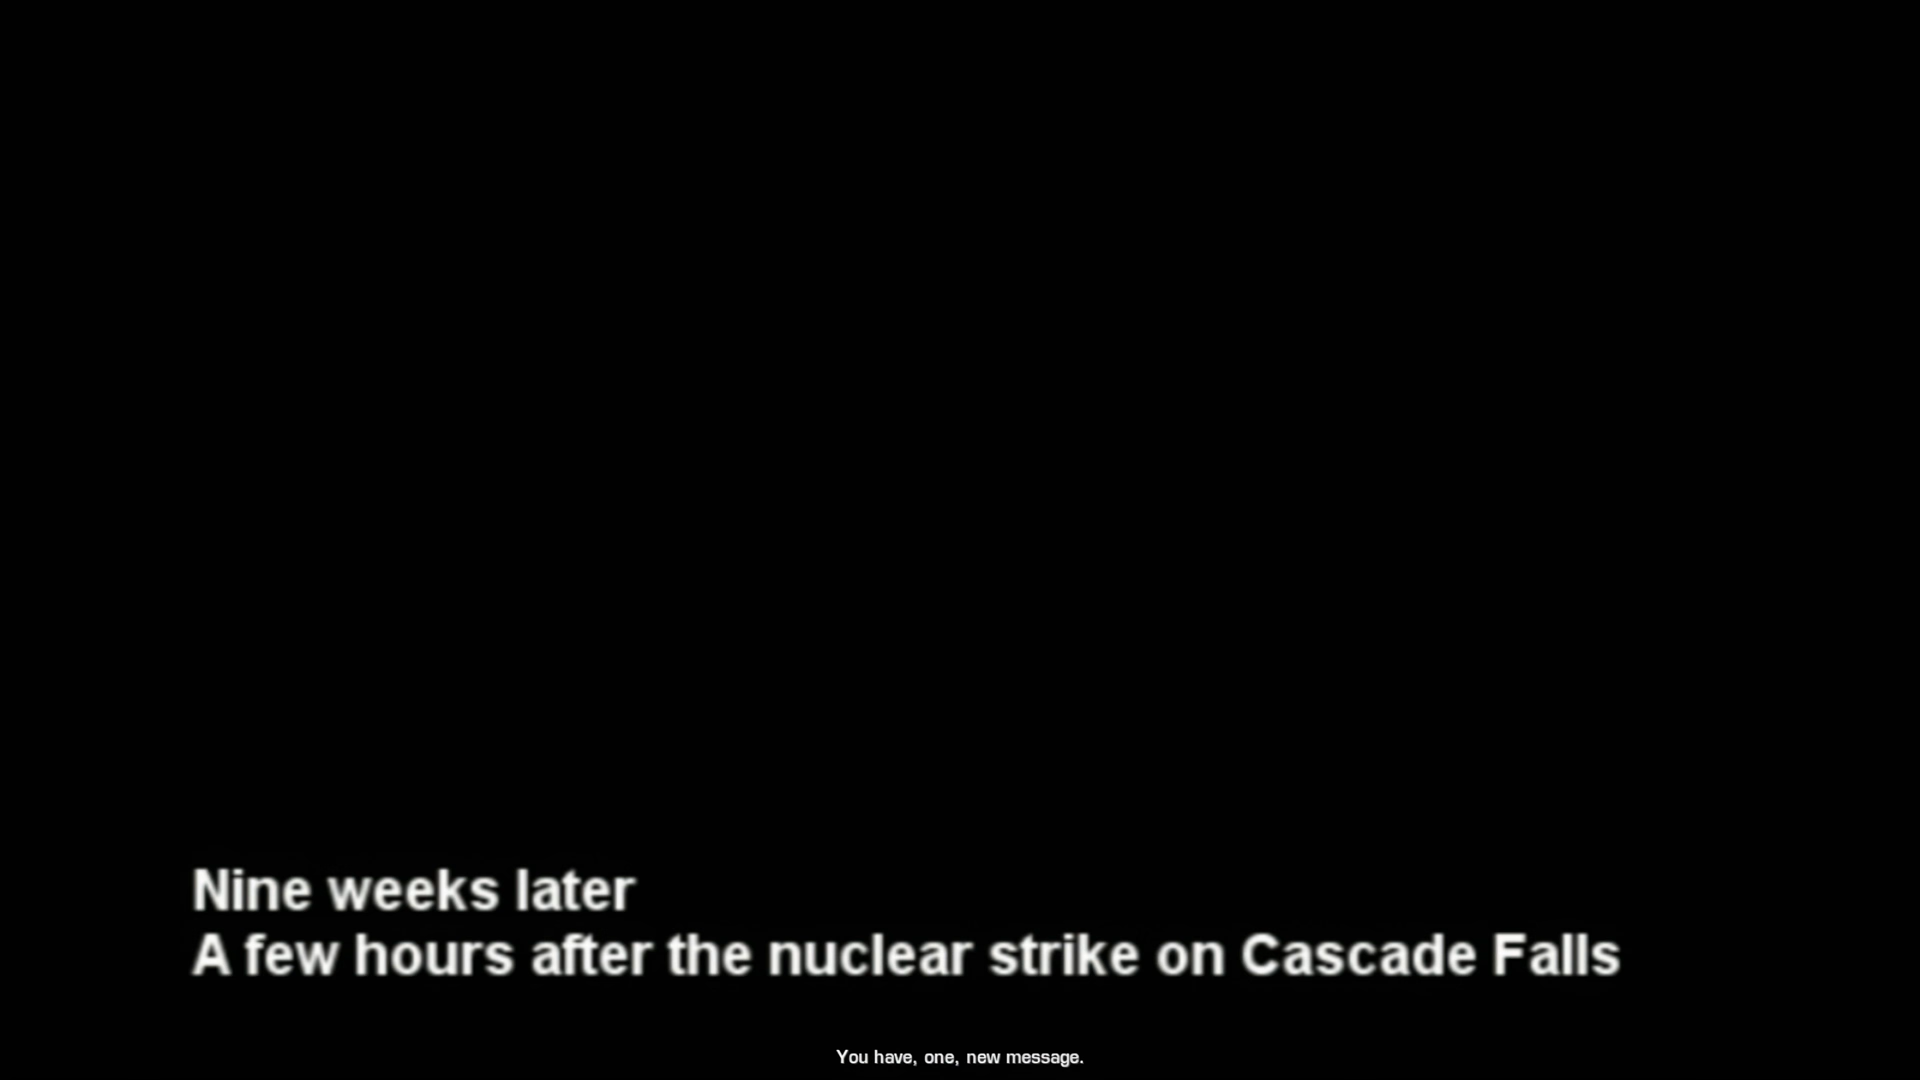 Nine weeks later
A few hours after the nuclear strike on Cascade Falls
You have, one, new message.